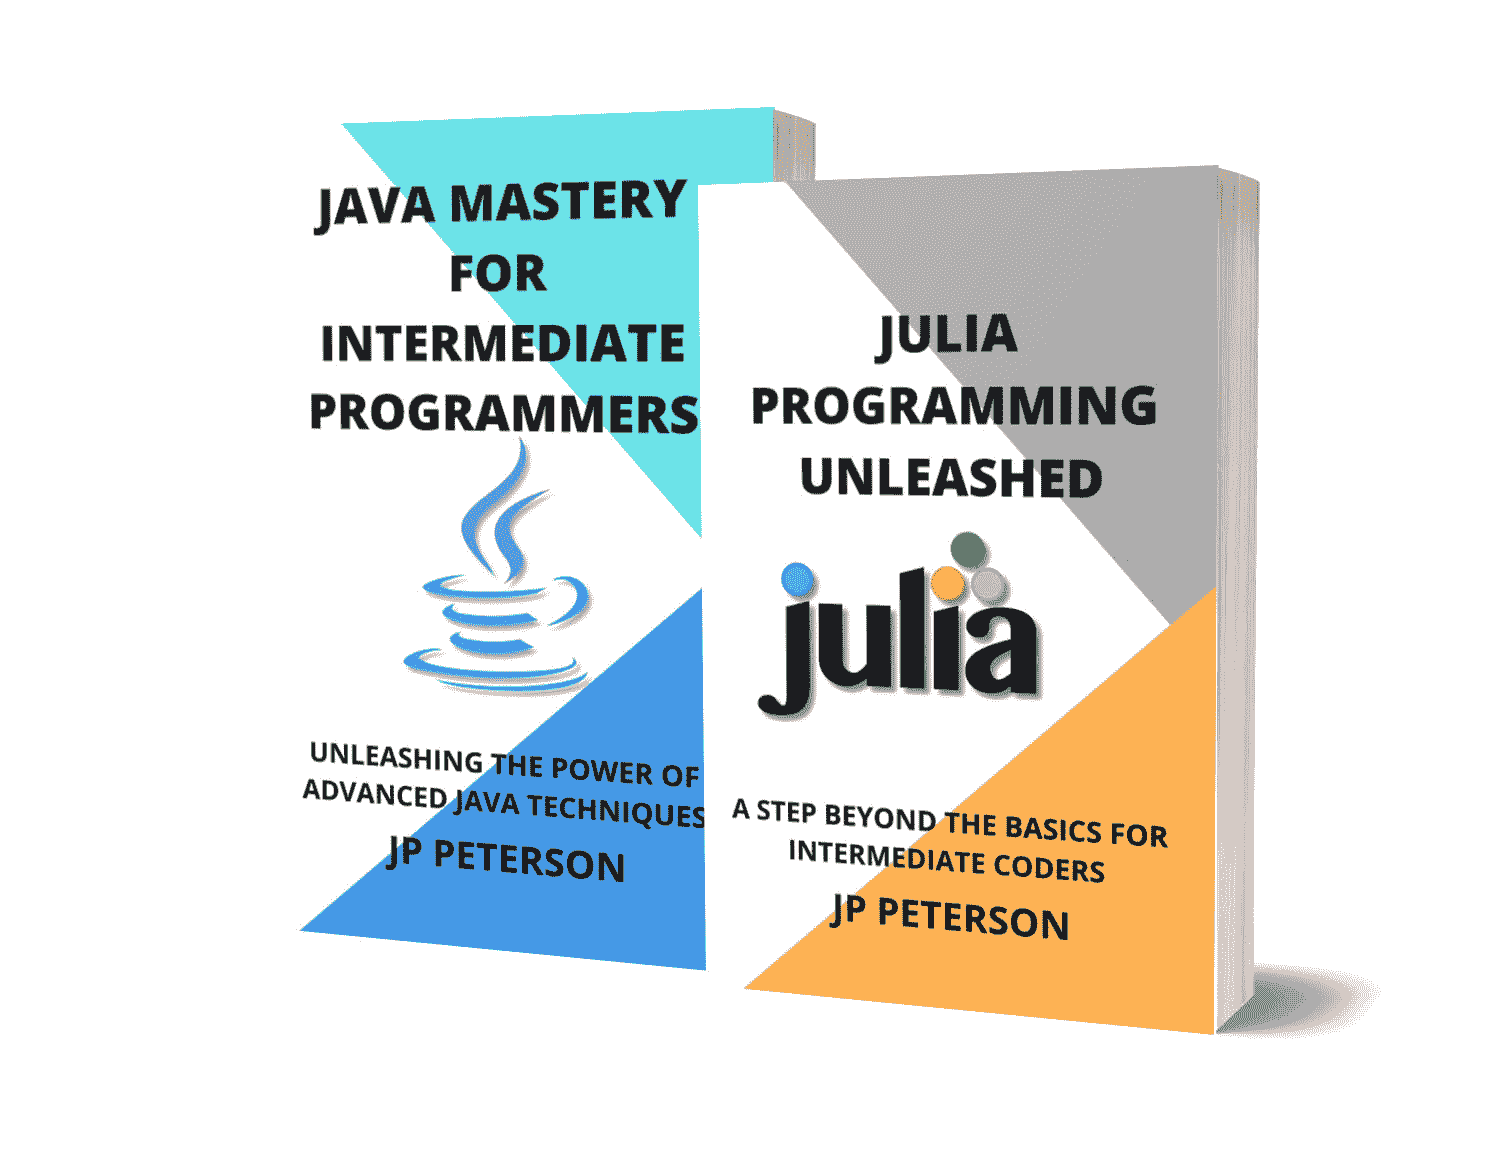 JAVA MASTERY
FOR
INTERMEDIATE
PROGRAMMERS
UNLEASHING THE POWER OF
ADVANCED JAVA TECHNIQUES
JP PETERSON
JULIA
PROGRAMMING
UNLEASHED
julia
A STEP BEYOND THE BASICS FOR
INTERMEDIATE CODERS
JP PETERSON